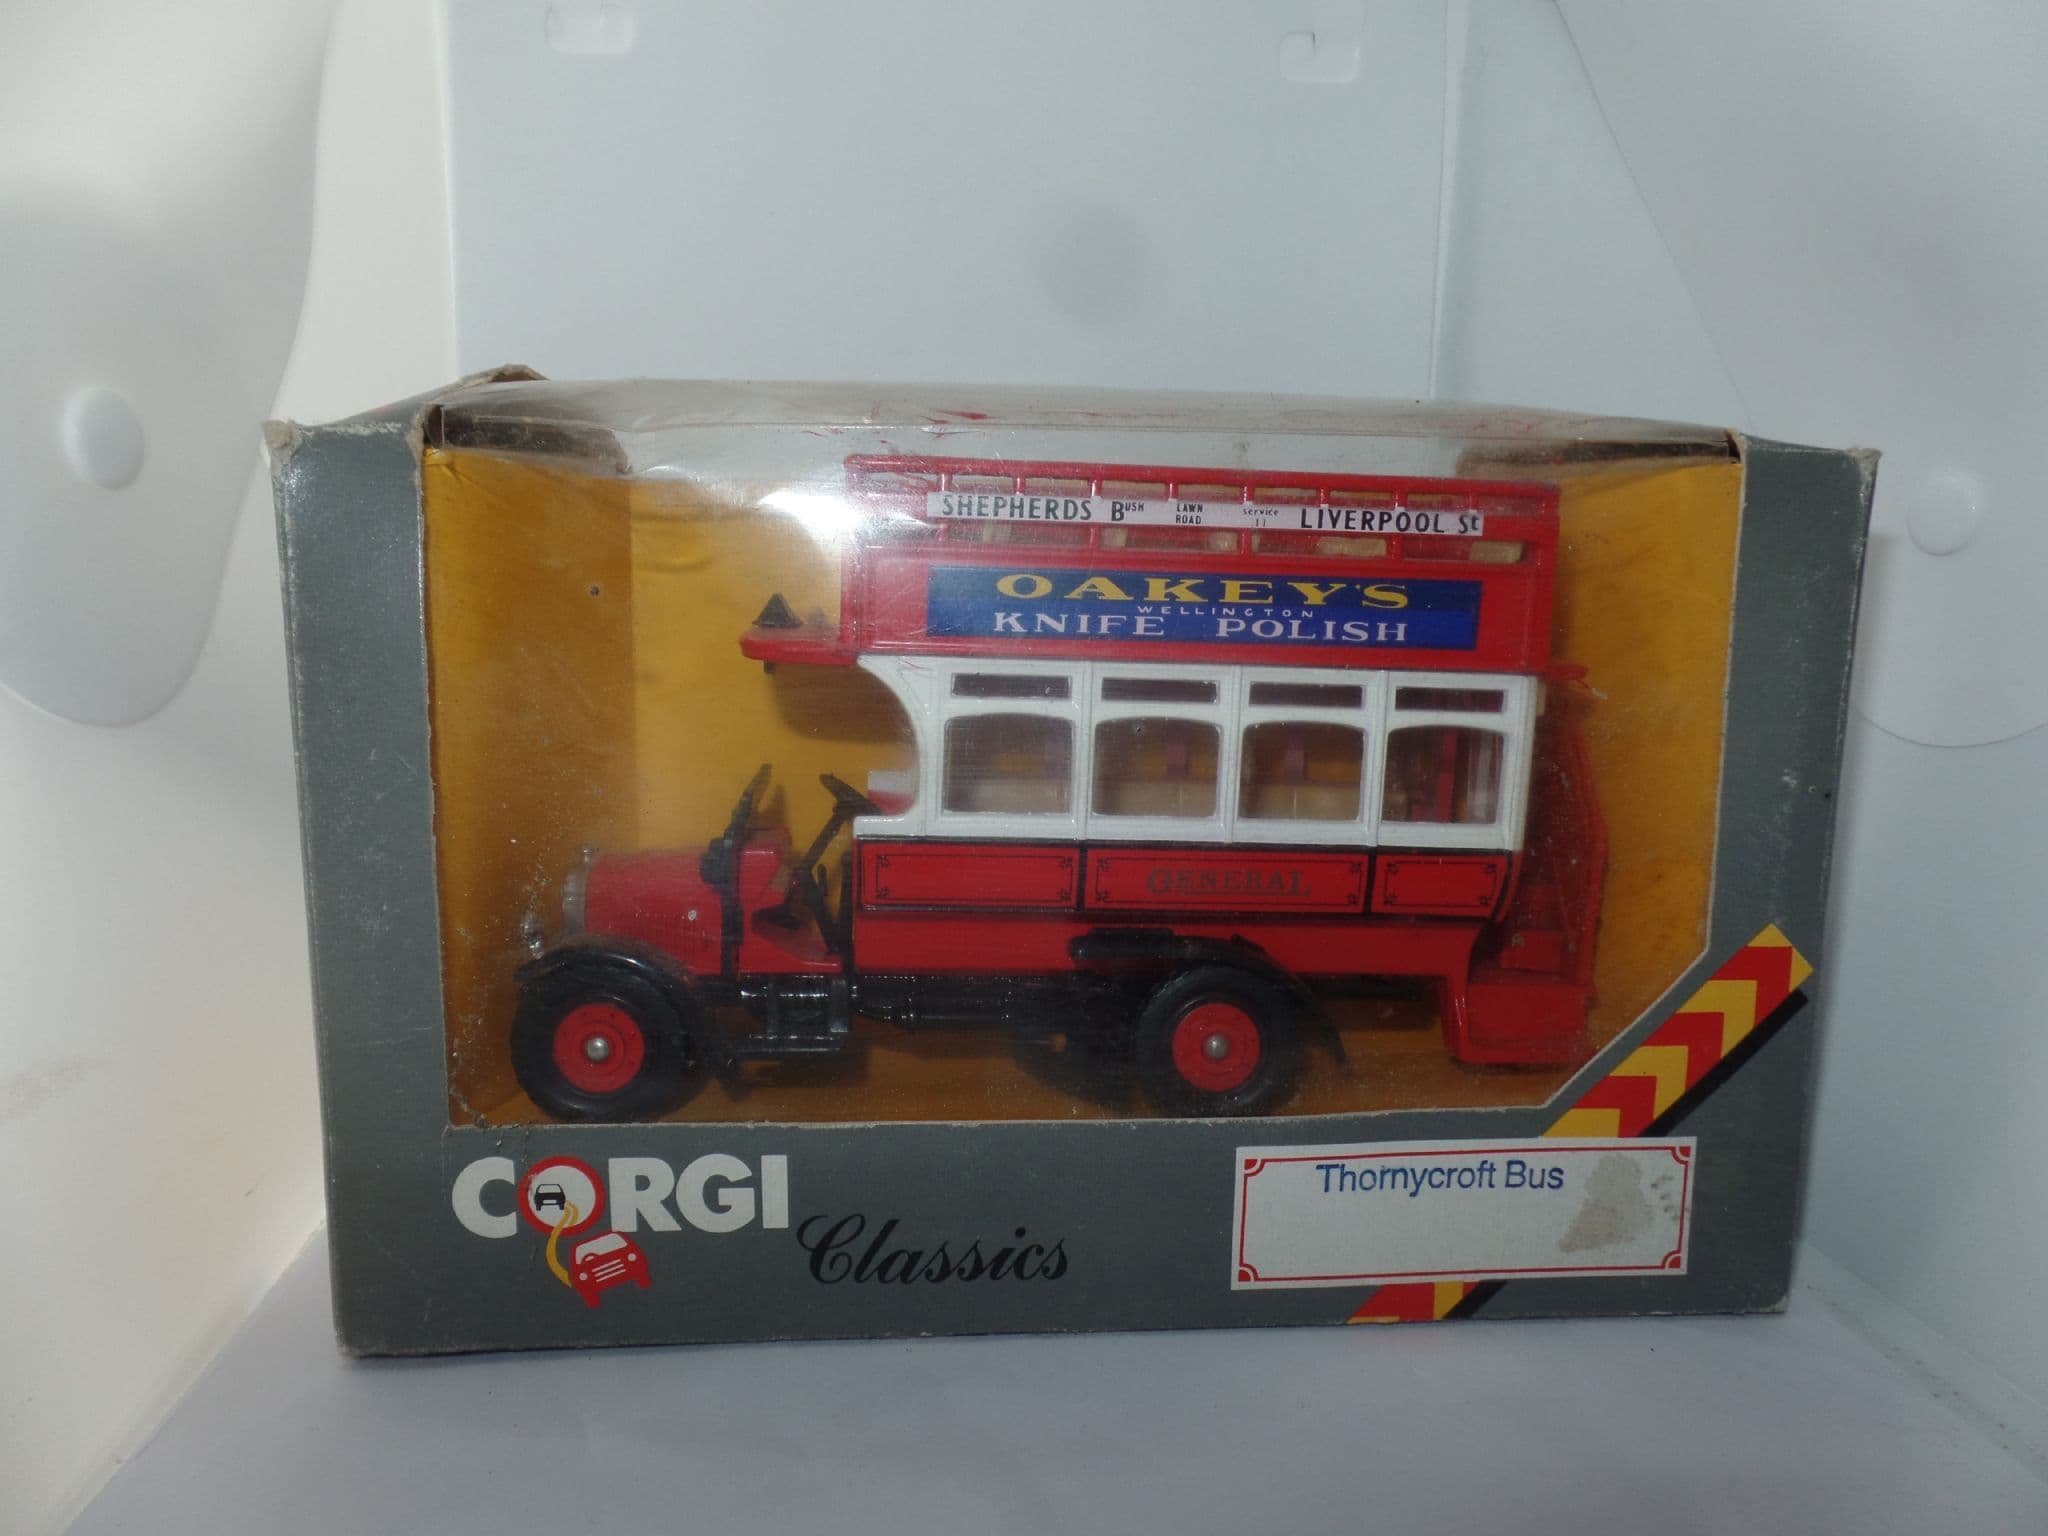 SHEPHERDS BUSH LAWN ROAD service 11 LIVERPOOL St
OAKEY'S
WELLINGTON
KNIFE POLISH
GENERAL
CORGI
Classics
Thornycroft Bus